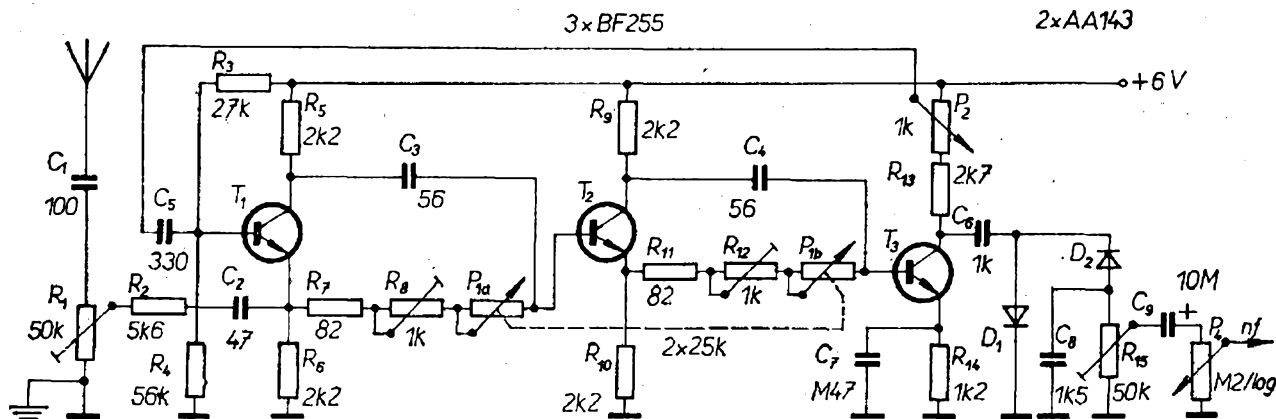 3×BF255
2×AA143
+6V
R3
27k
R5
2k2
R9
2k2
P2
1k
C1
100
C3
56
C4
56
R13
2k7
C5
330
T1
T2
T3
C6
1k
D2
R1
50k
R2
5k6
C2
47
R7
82
R8
1k
P1a
R11
82
R12
1k
P1b
2×25k
10M
C9
+
R4
56k
R6
2k2
R10
2k2
C7
M47
R14
1k2
D1
C8
1k5
R15
50k
P4
nf
M2/log